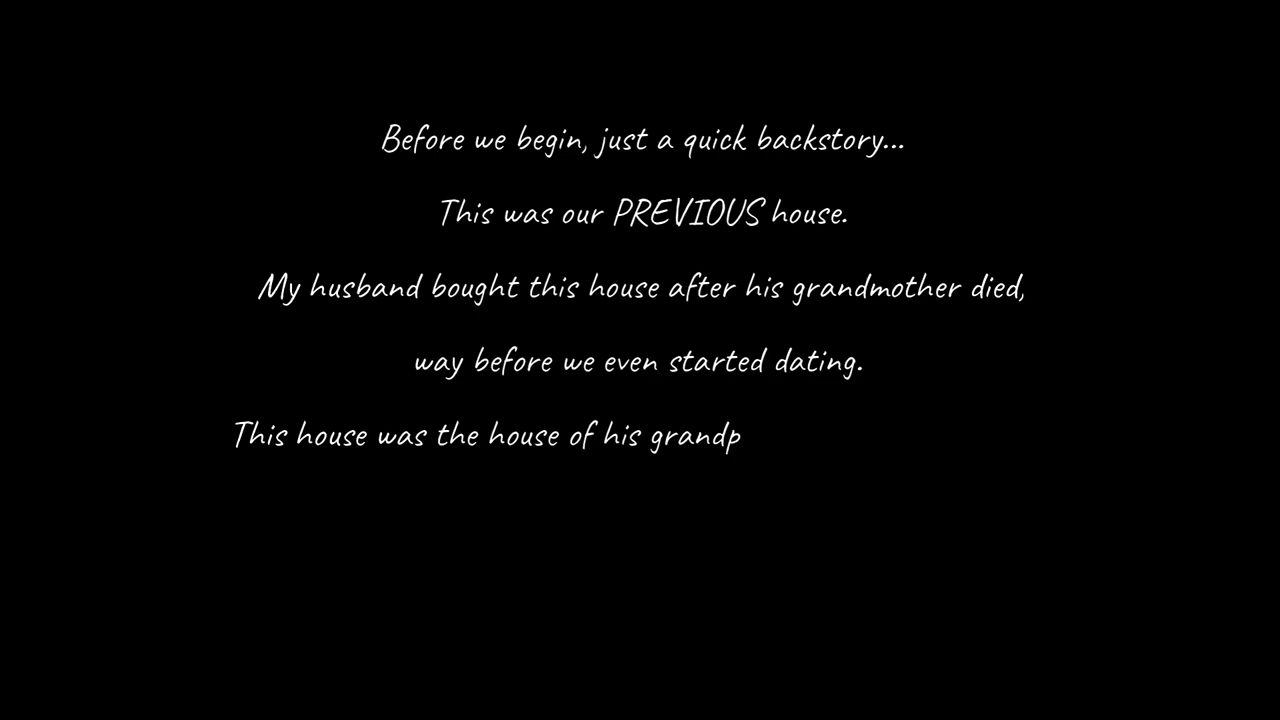 Before we begin, just a quick backstory...
This was our PREVIOUS house.
My husband bought this house after his grandmother died,
way before we even started dating.
This house was the house of his grandp